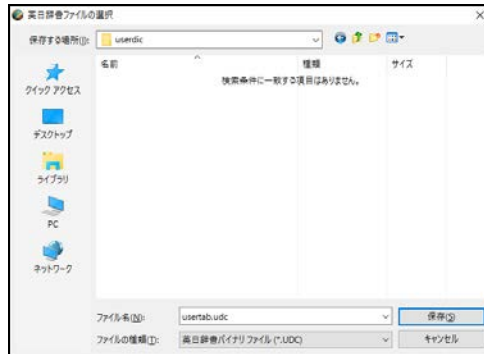 英日辞書ファイルの選択
保存する場所(I): userdic
名前 種類 サイズ
検索条件に一致する項目はありません。
クイック アクセス
デスクトップ
ライブラリ
PC
ネットワーク
ファイル名(N): usertab.udc 保存(S)
ファイルの種類(T): 英日辞書バイナリファイル(*.UDC) キャンセル